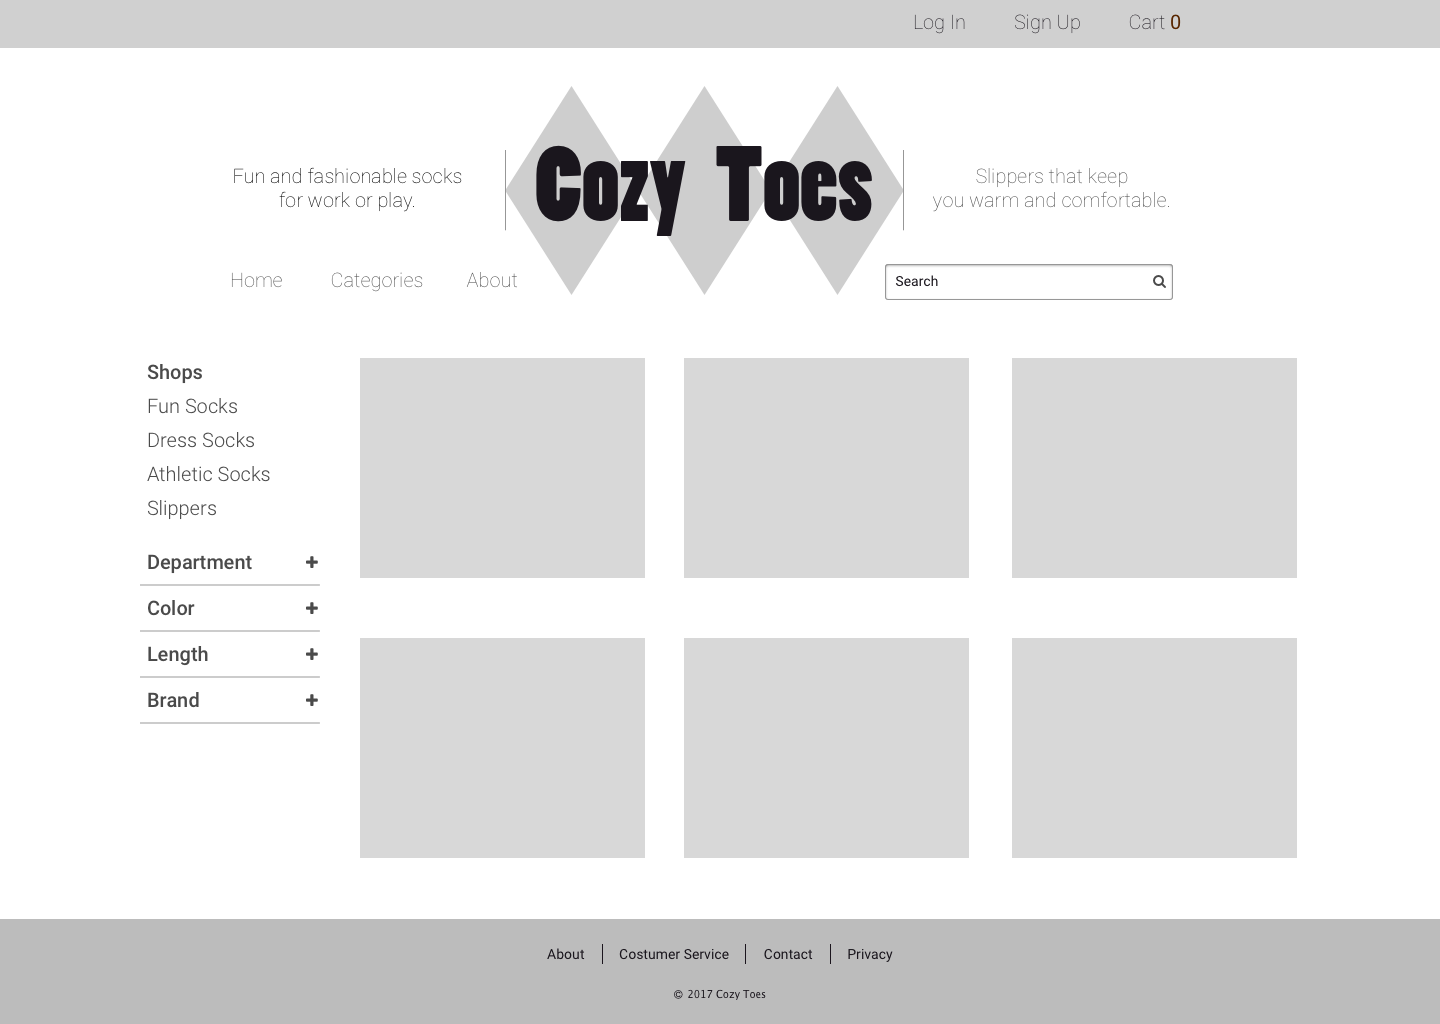 Log In Sign Up Cart 0
Fun and fashionable socks
for work or play.
Cozy Toes
Slippers that keep
you warm and comfortable.
Home Categories About
Search
Shops
Fun Socks
Dress Socks
Athletic Socks
Slippers
Department +
Color +
Length +
Brand +
About | Costumer Service | Contact | Privacy
© 2017 Cozy Toes